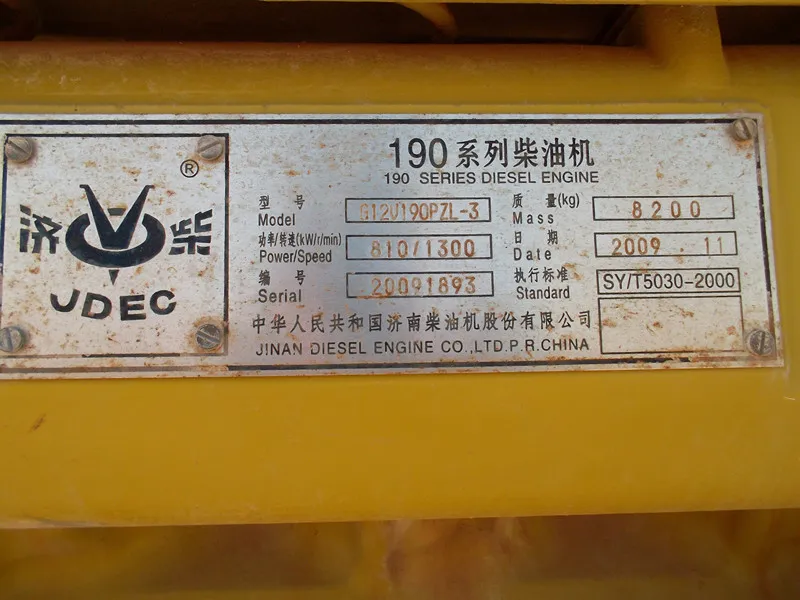 ®
济 柴
JDEC
190 系列柴油机
190 SERIES DIESEL ENGINE
型 号
Model G12V190PZL-3
质 量(kg)
Mass 8200
功率/转速(kW/r/min)
Power/Speed 810/1300
日 期
Date 2009 . 11
编 号
Serial 20091893
执行标准
Standard SY/T5030-2000
中华人民共和国济南柴油机股份有限公司
JINAN DIESEL ENGINE CO.,LTD.P.R.CHINA